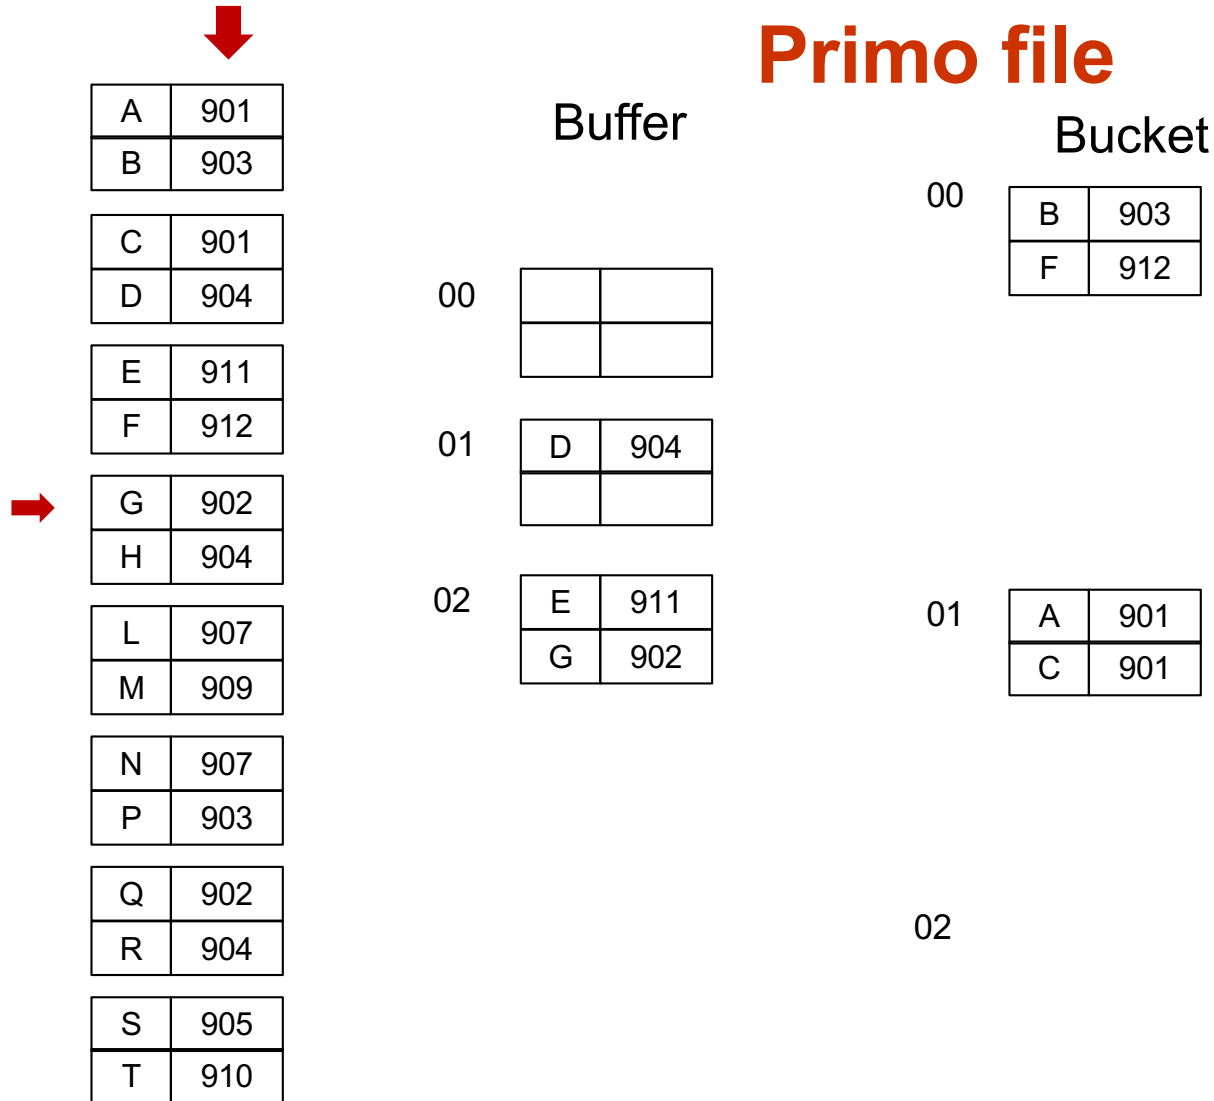 Primo file
Buffer
Bucket
A 901
B 903
C 901
D 904
E 911
F 912
G 902
H 904
L 907
M 909
N 907
P 903
Q 902
R 904
S 905
T 910
00
01 D 904
02 E 911
G 902
00 B 903
F 912
01 A 901
C 901
02